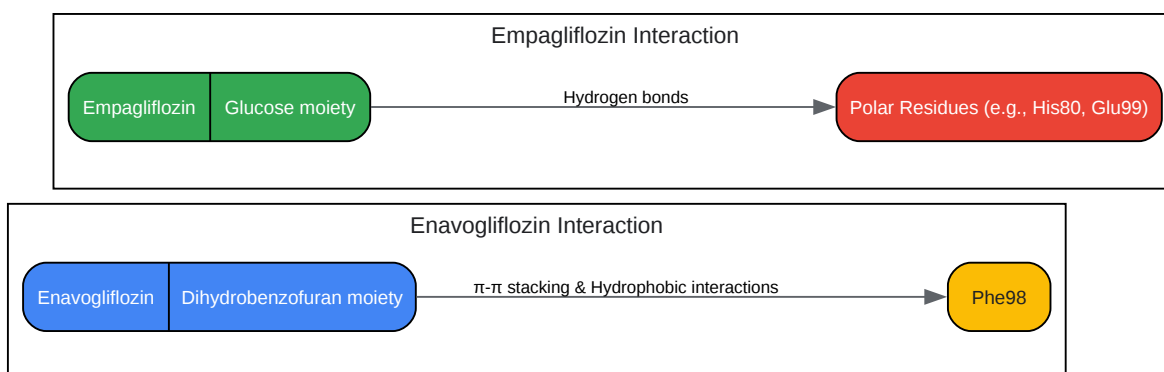 Empagliflozin Interaction
Empagliflozin
Glucose moiety
Hydrogen bonds
Polar Residues (e.g., His80, Glu99)
Enavogliflozin Interaction
Enavogliflozin
Dihydrobenzofuran moiety
π-π stacking & Hydrophobic interactions
Phe98